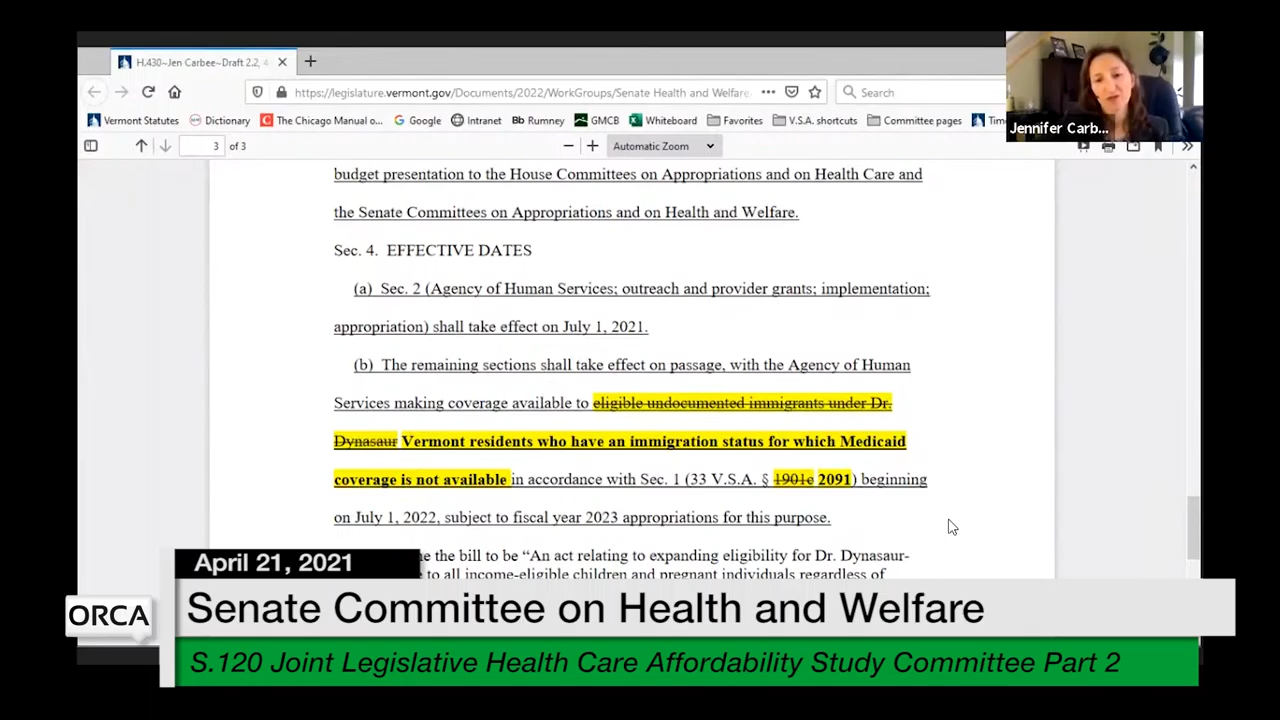 H.430~Jen Carbee~Draft 2.2, 4
https://legislature.vermont.gov/Documents/2022/WorkGroups/Senate Health and Welfare
Search
Vermont Statutes Dictionary The Chicago Manual o... Google Intranet Bb Rumney GMCB Whiteboard Favorites V.S.A. shortcuts Committee pages Tim
Jennifer Carb...
3 of 3 Automatic Zoom
budget presentation to the House Committees on Appropriations and on Health Care and
the Senate Committees on Appropriations and on Health and Welfare.
Sec. 4. EFFECTIVE DATES
(a) Sec. 2 (Agency of Human Services; outreach and provider grants; implementation;
appropriation) shall take effect on July 1, 2021.
(b) The remaining sections shall take effect on passage, with the Agency of Human
Services making coverage available to eligible undocumented immigrants under Dr.
Dynasaur Vermont residents who have an immigration status for which Medicaid
coverage is not available in accordance with Sec. 1 (33 V.S.A. § 1901e 2091) beginning
on July 1, 2022, subject to fiscal year 2023 appropriations for this purpose.
e the bill to be “An act relating to expanding eligibility for Dr. Dynasaur-
e to all income-eligible children and pregnant individuals regardless of
April 21, 2021
ORCA
Senate Committee on Health and Welfare
S.120 Joint Legislative Health Care Affordability Study Committee Part 2